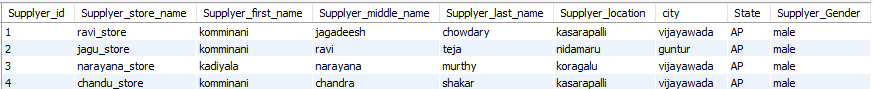 Supplyer_id Supplyer_store_name Supplyer_first_name Supplyer_middle_name Supplyer_last_name Supplyer_location city State Supplyer_Gender
1 ravi_store komminani jagadeesh chowdary kasarapalli vijayawada AP male
2 jagu_store komminani ravi teja nidamaru guntur AP male
3 narayana_store kadiyala narayana murthy koragalu vijayawada AP male
4 chandu_store komminani chandra shakar kasarapalli vijayawada AP male